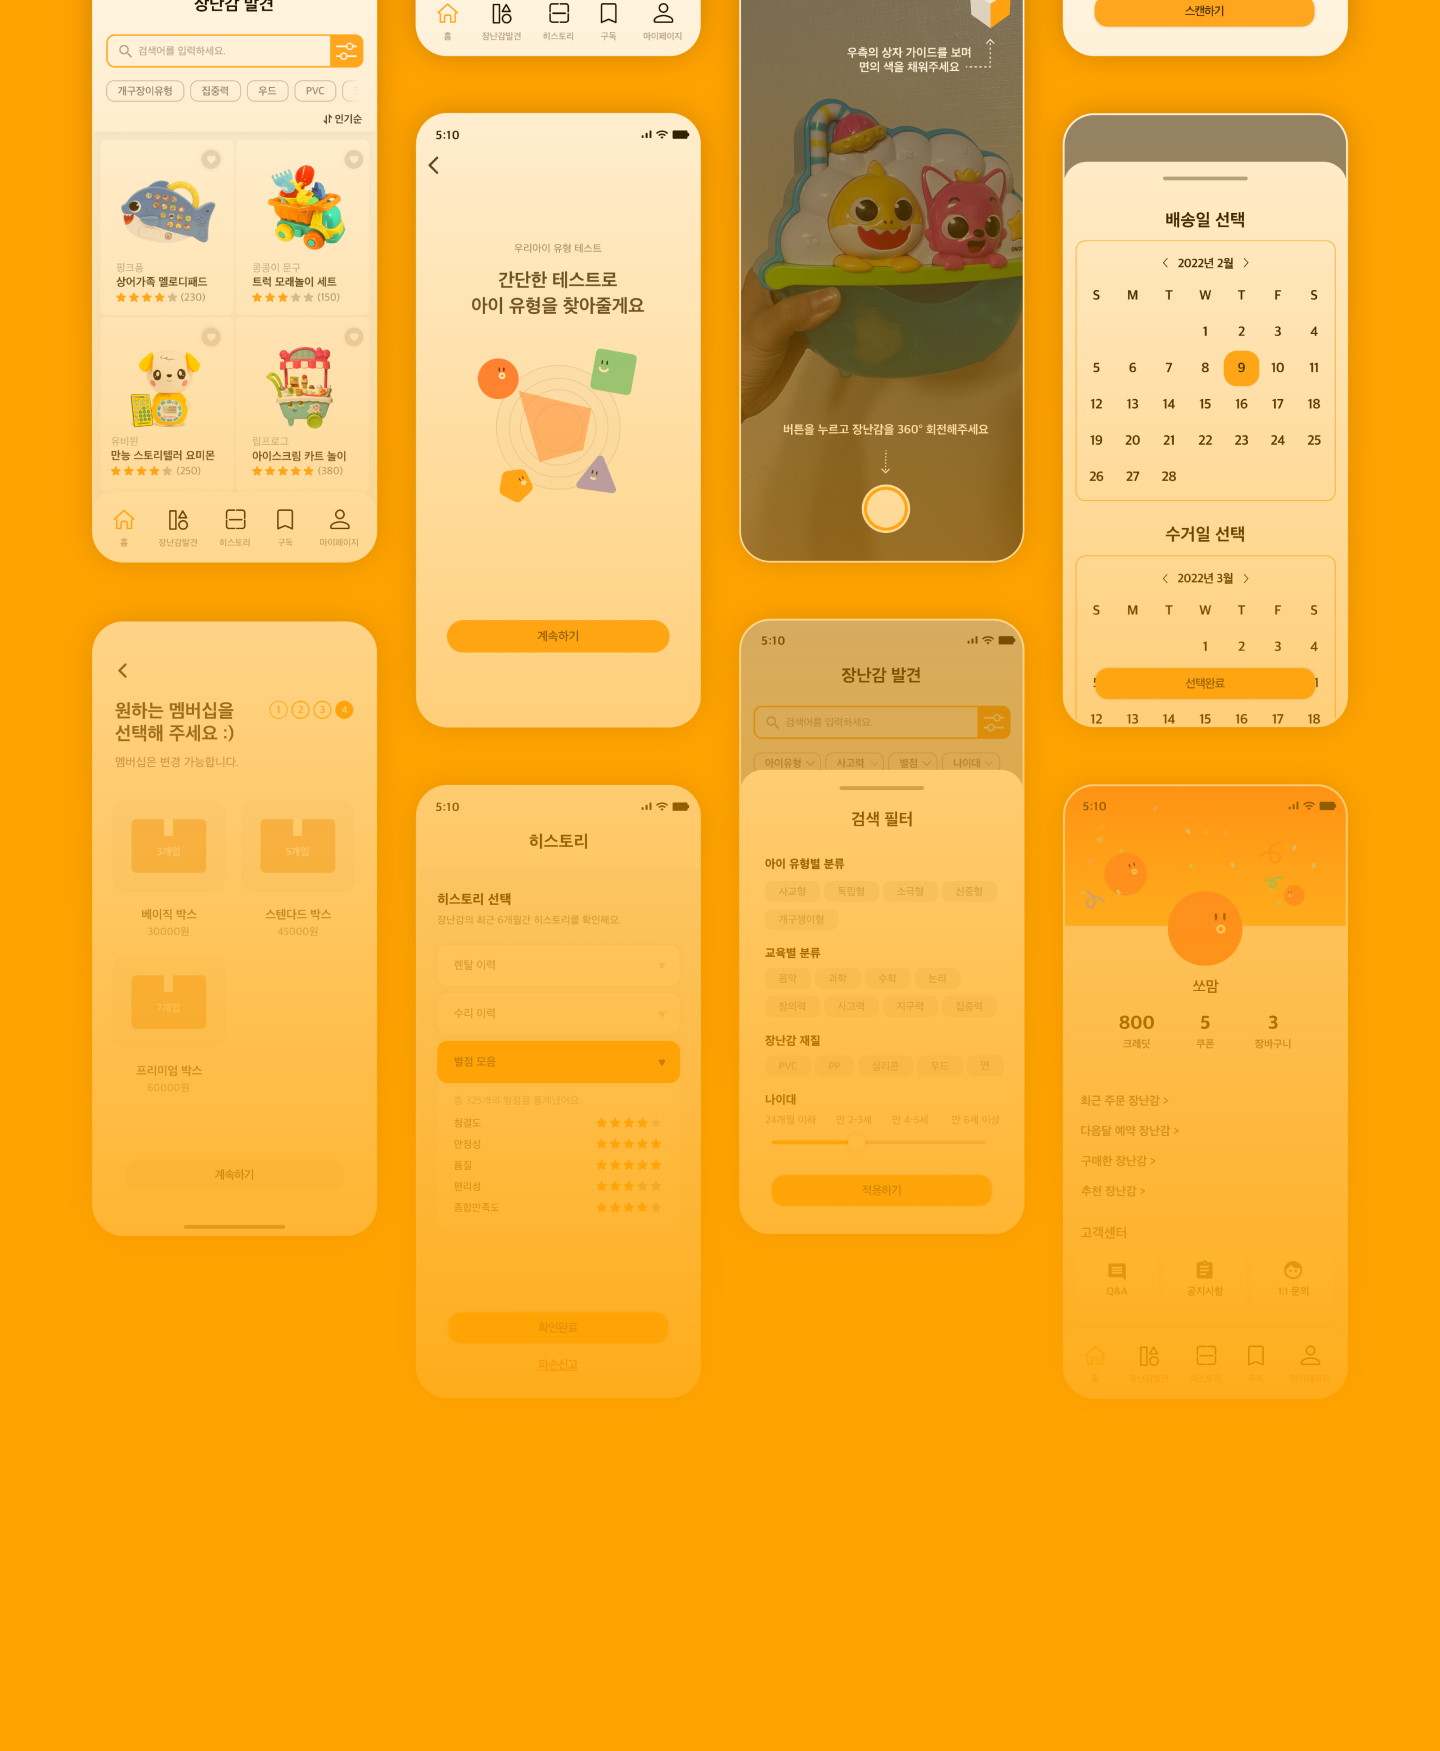 장난감 발견
검색어를 입력하세요.
개구장이유형
집중력
우드
PVC
인기순
핑크퐁
상어가족 멜로디패드
(230)
콩콩이 문구
트럭 모래놀이 세트
(150)
유비윈
만능 스토리텔러 요미몬
(250)
립프로그
아이스크림 카트 놀이
(380)
홈
장난감발견
히스토리
구독
마이페이지
원하는 멤버십을
선택해 주세요 :)
1
2
3
4
멤버십은 변경 가능합니다.
3개입
5개입
베이직 박스
30000원
스텐다드 박스
45000원
7개입
프리미엄 박스
60000원
계속하기
홈
장난감발견
히스토리
구독
마이페이지
5:10
우리아이 유형 테스트
간단한 테스트로
아이 유형을 찾아줄게요
계속하기
5:10
히스토리
히스토리 선택
장난감의 최근 6개월간 히스토리를 확인해요.
렌탈 이력
수리 이력
별점 모음
총 325개의 별점을 통계냈어요.
청결도
안정성
품질
편리성
종합만족도
확인완료
파손신고
우측의 상자 가이드를 보며
면의 색을 채워주세요
버튼을 누르고 장난감을 360° 회전해주세요
5:10
장난감 발견
검색어를 입력하세요.
아이유형
사고력
별점
나이대
검색 필터
아이 유형별 분류
사교형
독립형
소극형
신중형
개구쟁이형
교육별 분류
음악
과학
수학
논리
창의력
사고력
지구력
집중력
장난감 재질
PVC
PP
실리콘
우드
면
나이대
24개월 이하
만 2-3세
만 4-5세
만 6세 이상
적용하기
스캔하기
배송일 선택
2022년 2월
S M T W T F S
1 2 3 4
5 6 7 8 9 10 11
12 13 14 15 16 17 18
19 20 21 22 23 24 25
26 27 28
수거일 선택
2022년 3월
S M T W T F S
1 2 3 4
선택완료
12 13 14 15 16 17 18
5:10
쏘맘
800
크레딧
5
쿠폰
3
장바구니
최근 주문 장난감 >
다음달 예약 장난감 >
구매한 장난감 >
추천 장난감 >
고객센터
Q&A
공지사항
1:1 문의
홈
장난감발견
히스토리
구독
마이페이지